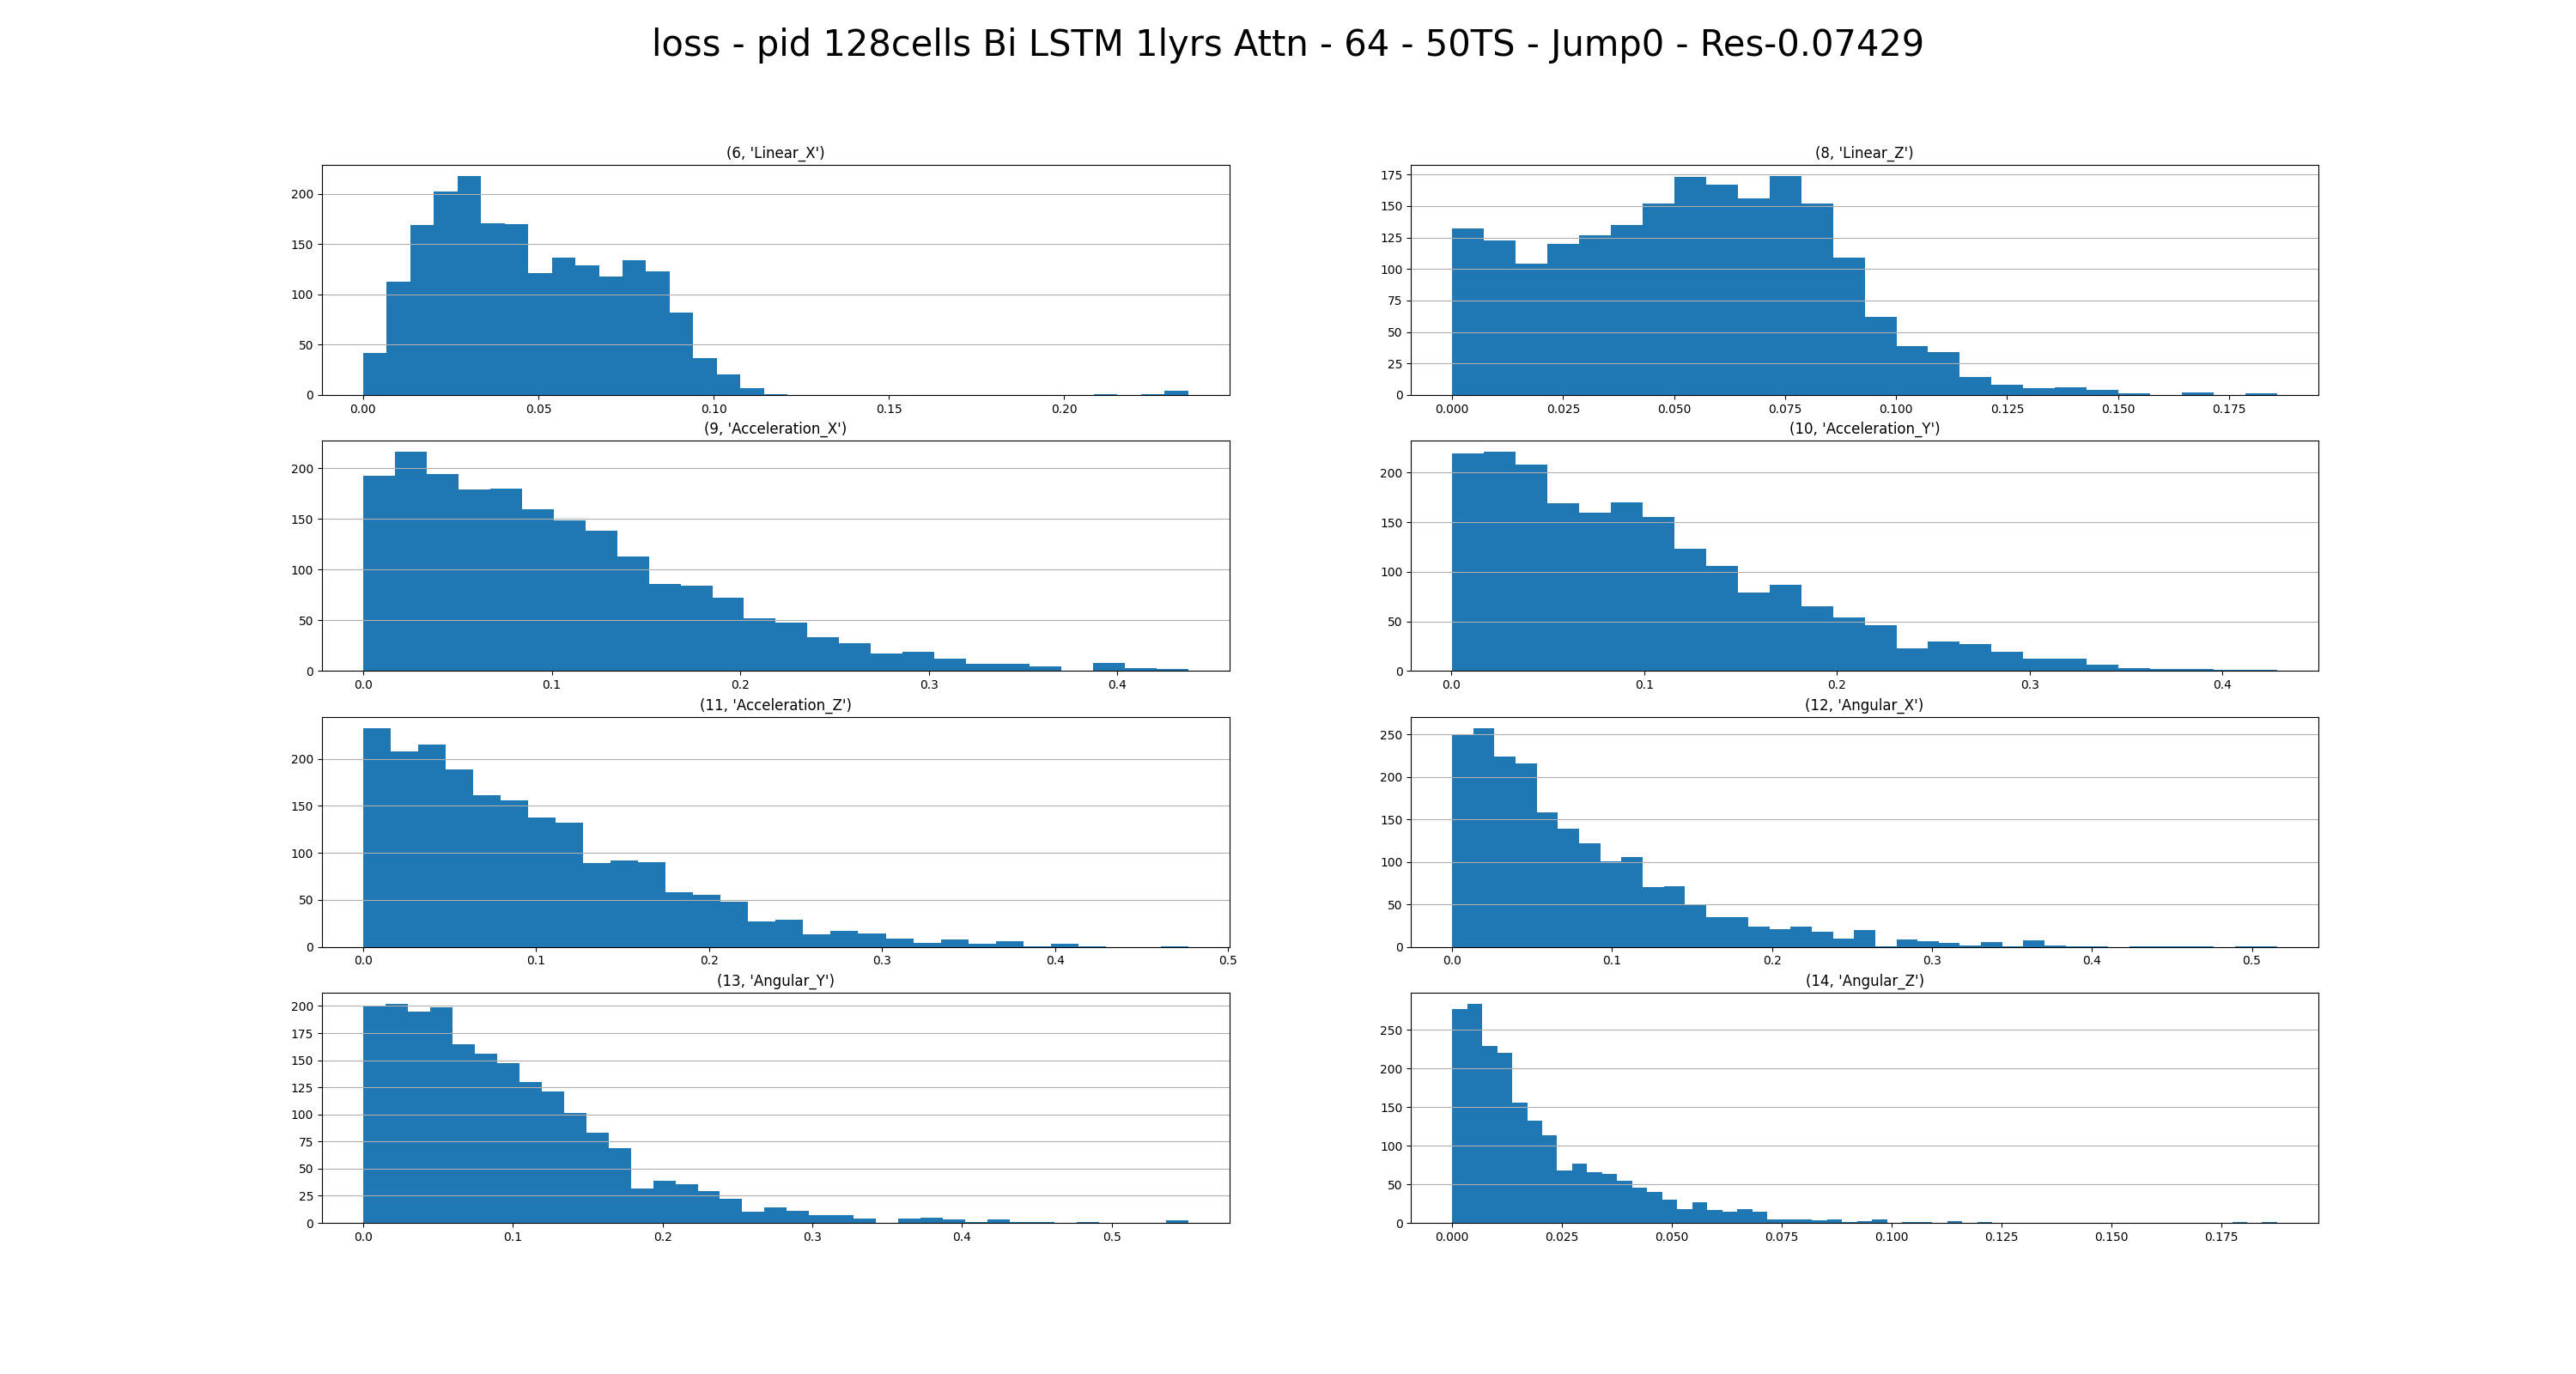 loss - pid 128cells Bi LSTM 1lyrs Attn - 64 - 50TS - Jump0 - Res-0.07429
(6, 'Linear_X')
200
150
100
50
0
0.00 0.05 0.10 0.15 0.20
(8, 'Linear_Z')
175
150
125
100
75
50
25
0
0.000 0.025 0.050 0.075 0.100 0.125 0.150 0.175
(9, 'Acceleration_X')
200
150
100
50
0
0.0 0.1 0.2 0.3 0.4
(10, 'Acceleration_Y')
200
150
100
50
0
0.0 0.1 0.2 0.3 0.4
(11, 'Acceleration_Z')
200
150
100
50
0
0.0 0.1 0.2 0.3 0.4 0.5
(12, 'Angular_X')
250
200
150
100
50
0
0.0 0.1 0.2 0.3 0.4 0.5
(13, 'Angular_Y')
200
175
150
125
100
75
50
25
0
0.0 0.1 0.2 0.3 0.4 0.5
(14, 'Angular_Z')
250
200
150
100
50
0
0.000 0.025 0.050 0.075 0.100 0.125 0.150 0.175